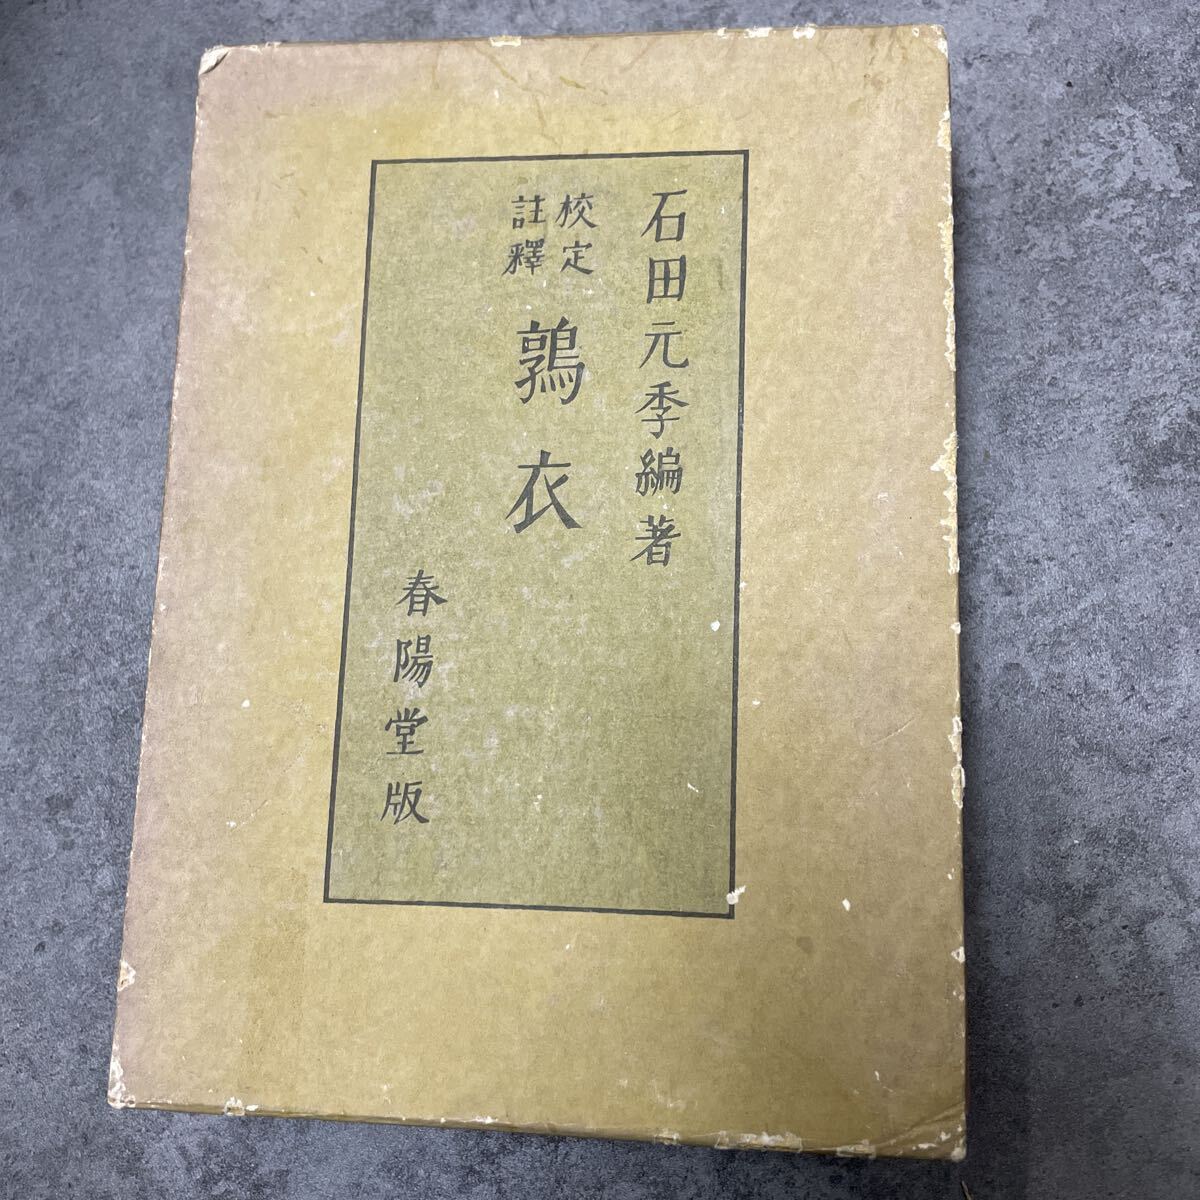 石田元季編著
校定
註釋
鶉衣
春陽堂版